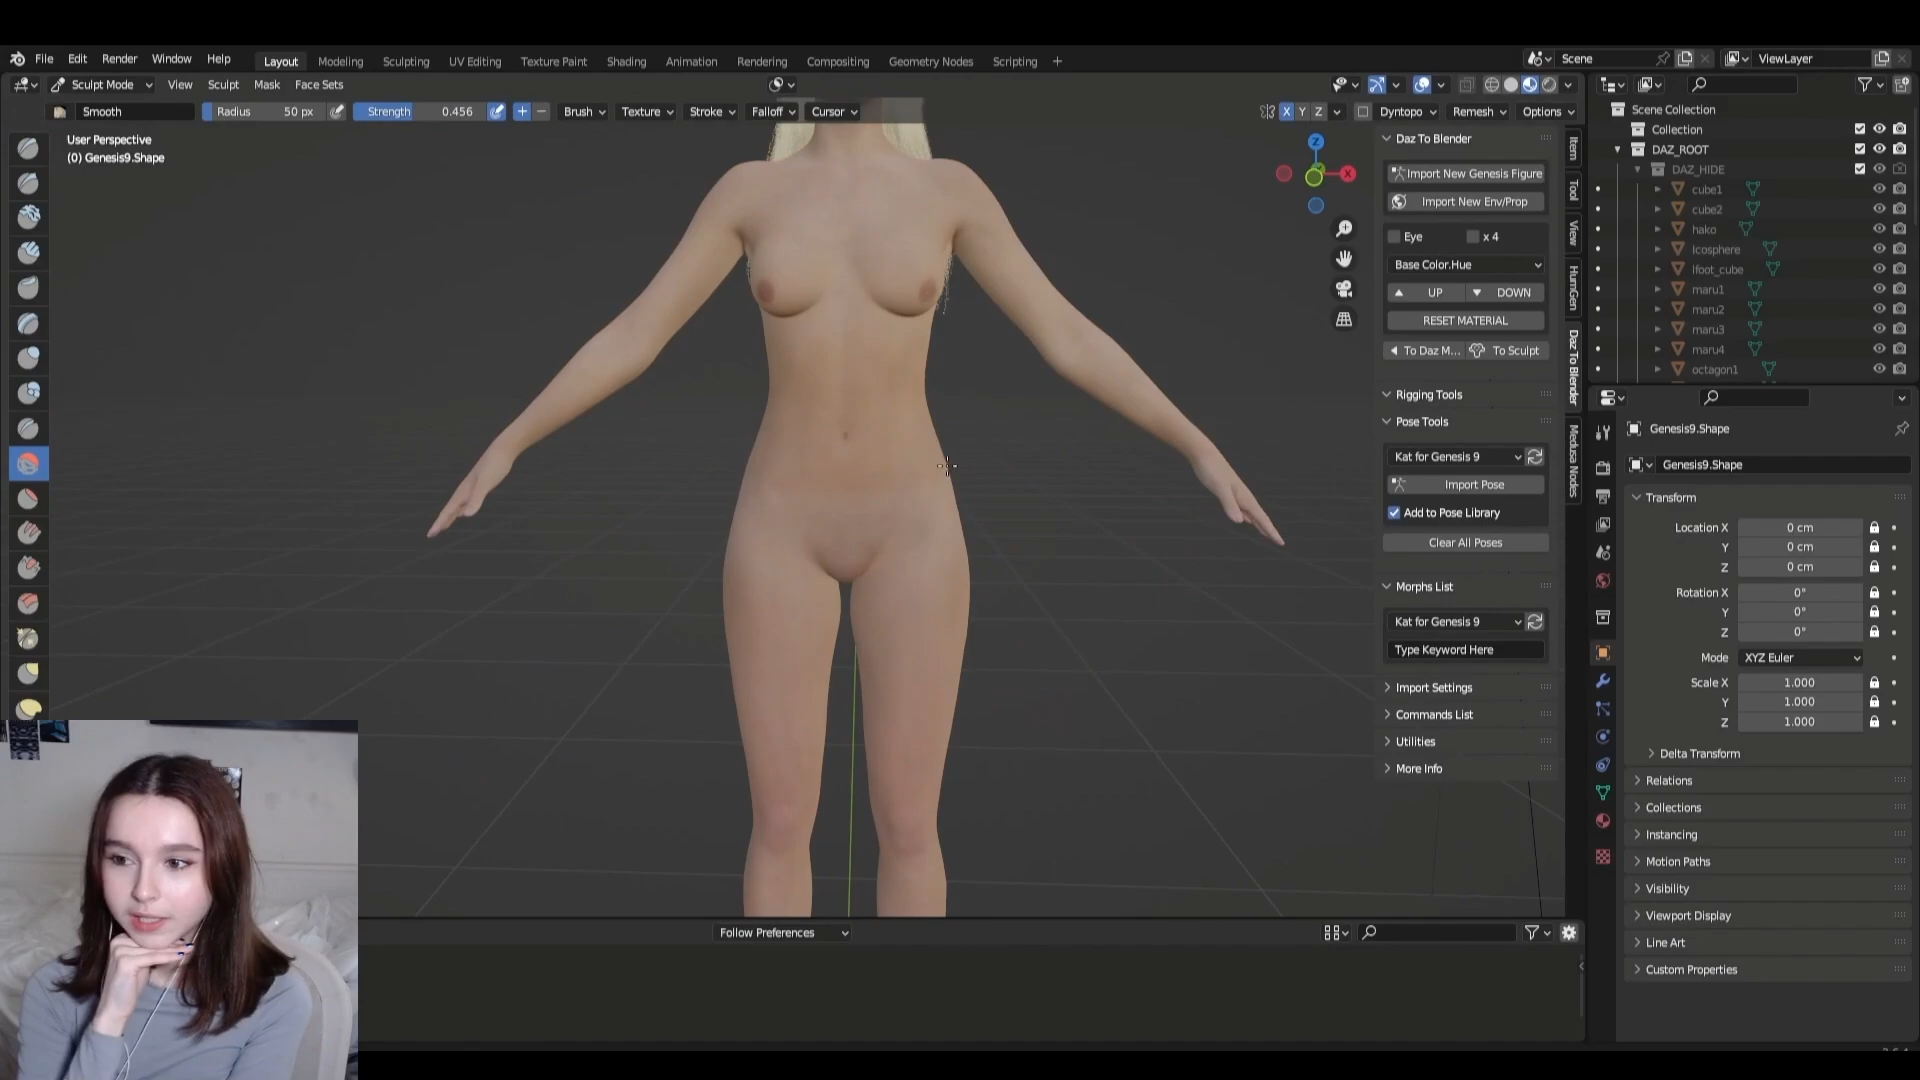 File Edit Render Window Help Layout Modeling Sculpting UV Editing Texture Paint Shading Animation Rendering Compositing Geometry Nodes Scripting + Scene ViewLayer
Sculpt Mode View Sculpt Mask Face Sets
Smooth Radius 50 px Strength 0.456 + − Brush Texture Stroke Falloff Cursor X Y Z Dyntopo Remesh Options
User Perspective
(0) Genesis9.Shape
Z
X
Daz To Blender
Import New Genesis Figure
Import New Env/Prop
Eye x 4
Base Color.Hue
UP DOWN
RESET MATERIAL
To Daz M... To Sculpt
Rigging Tools
Pose Tools
Kat for Genesis 9
Import Pose
Add to Pose Library
Clear All Poses
Morphs List
Kat for Genesis 9
Type Keyword Here
Import Settings
Commands List
Utilities
More Info
Item
Tool
View
HumGen
Daz To Blender
Medusa Nodes
Scene Collection
Collection
DAZ_ROOT
DAZ_HIDE
cube1
cube2
hako
Icosphere
lfoot_cube
maru1
maru2
maru3
maru4
octagon1
Genesis9.Shape
Genesis9.Shape
Transform
Location X 0 cm
Y 0 cm
Z 0 cm
Rotation X 0°
Y 0°
Z 0°
Mode XYZ Euler
Scale X 1.000
Y 1.000
Z 1.000
Delta Transform
Relations
Collections
Instancing
Motion Paths
Visibility
Viewport Display
Line Art
Custom Properties
Follow Preferences